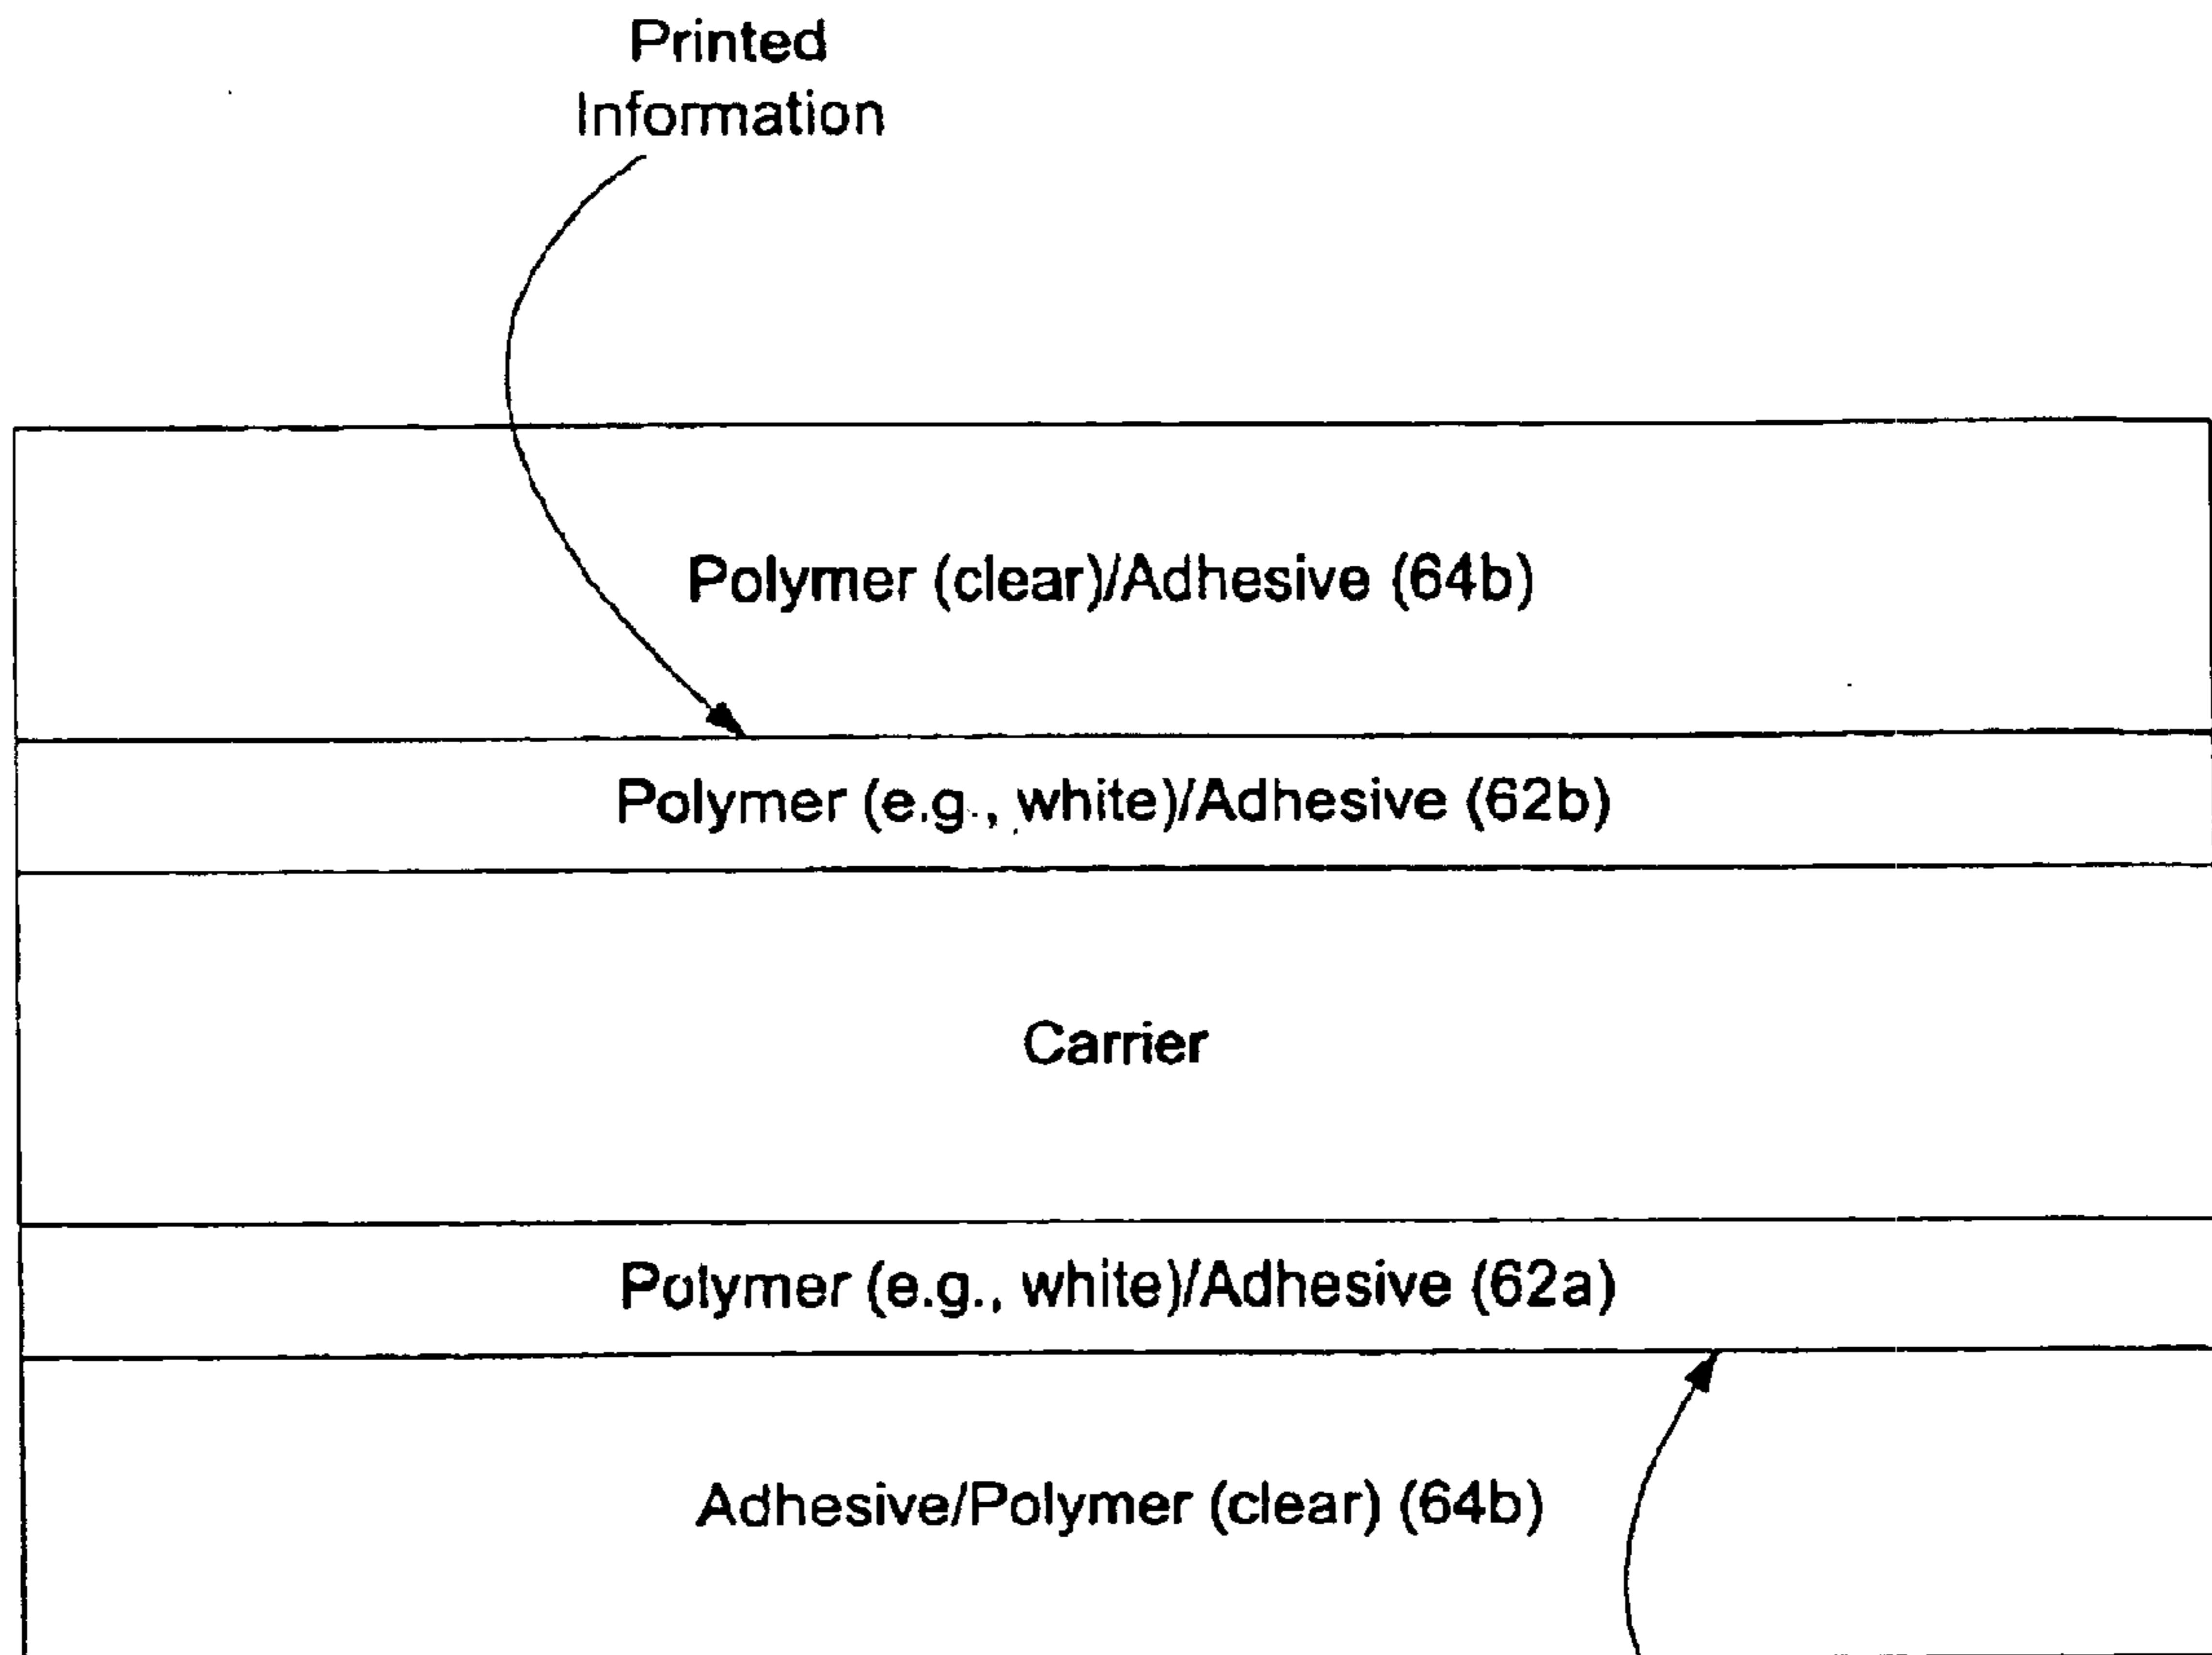 Printed
Information
Polymer (clear)/Adhesive (64b)
Polymer (e.g., white)/Adhesive (62b)
Carrier
Polymer (e.g., white)/Adhesive (62a)
Adhesive/Polymer (clear) (64b)